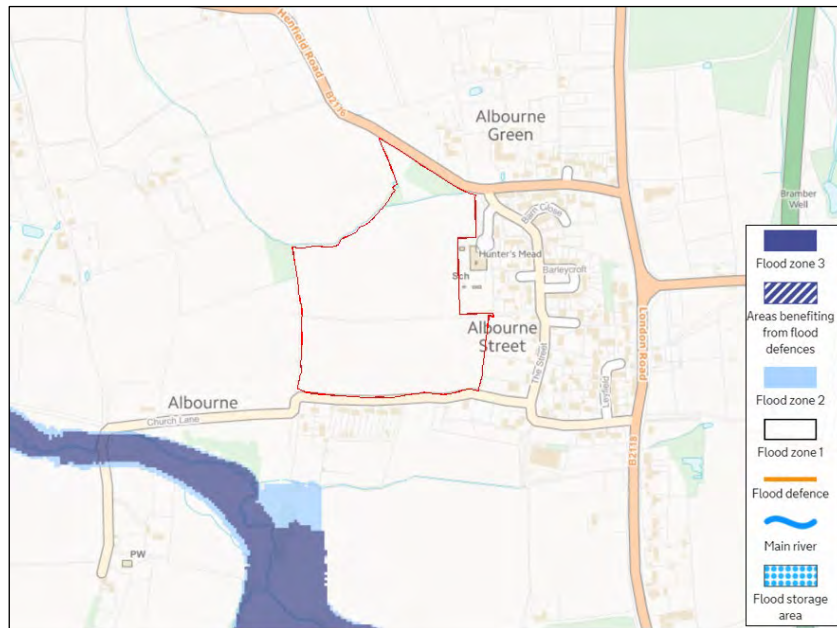 Henfield Road
B2116
Albourne
Green
Bramber
Well
Barn Close
Hunter's Mead
Barleycroft
Sch
Albourne
Street
The Street
London Road
Leyfield
Albourne
Church Lane
B2118
PW
Flood zone 3
Areas benefiting
from flood
defences
Flood zone 2
Flood zone 1
Flood defence
Main river
Flood storage
area